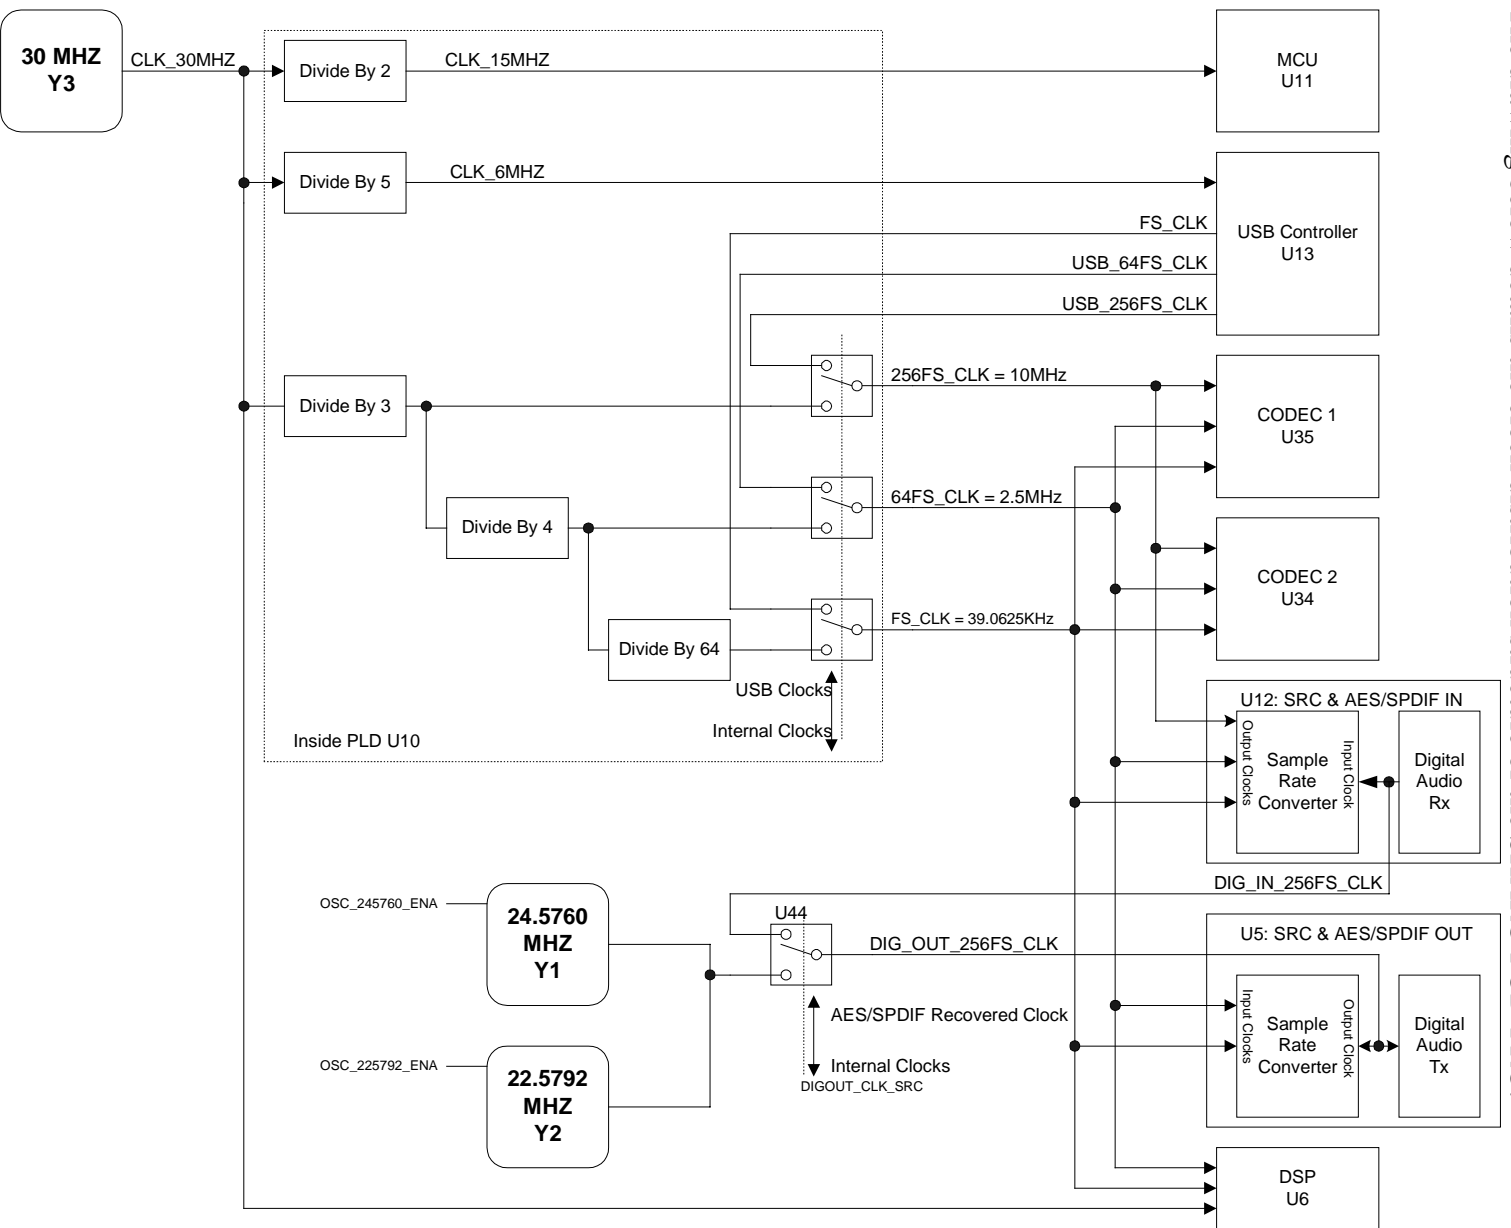 30 MHZ
Y3
CLK_30MHZ
Divide By 2
CLK_15MHZ
MCU
U11
Divide By 5
CLK_6MHZ
USB Controller
U13
FS_CLK
USB_64FS_CLK
USB_256FS_CLK
Divide By 3
256FS_CLK = 10MHz
CODEC 1
U35
Divide By 4
64FS_CLK = 2.5MHz
CODEC 2
U34
Divide By 64
FS_CLK = 39.0625KHz
USB Clocks
Internal Clocks
Inside PLD U10
U12: SRC & AES/SPDIF IN
Output Clocks
Sample
Rate
Converter
Input Clock
Digital
Audio
Rx
DIG_IN_256FS_CLK
OSC_245760_ENA
24.5760
MHZ
Y1
U44
DIG_OUT_256FS_CLK
U5: SRC & AES/SPDIF OUT
Input Clocks
Sample
Rate
Converter
Output Clock
Digital
Audio
Tx
AES/SPDIF Recovered Clock
Internal Clocks
DIGOUT_CLK_SRC
OSC_225792_ENA
22.5792
MHZ
Y2
DSP
U6